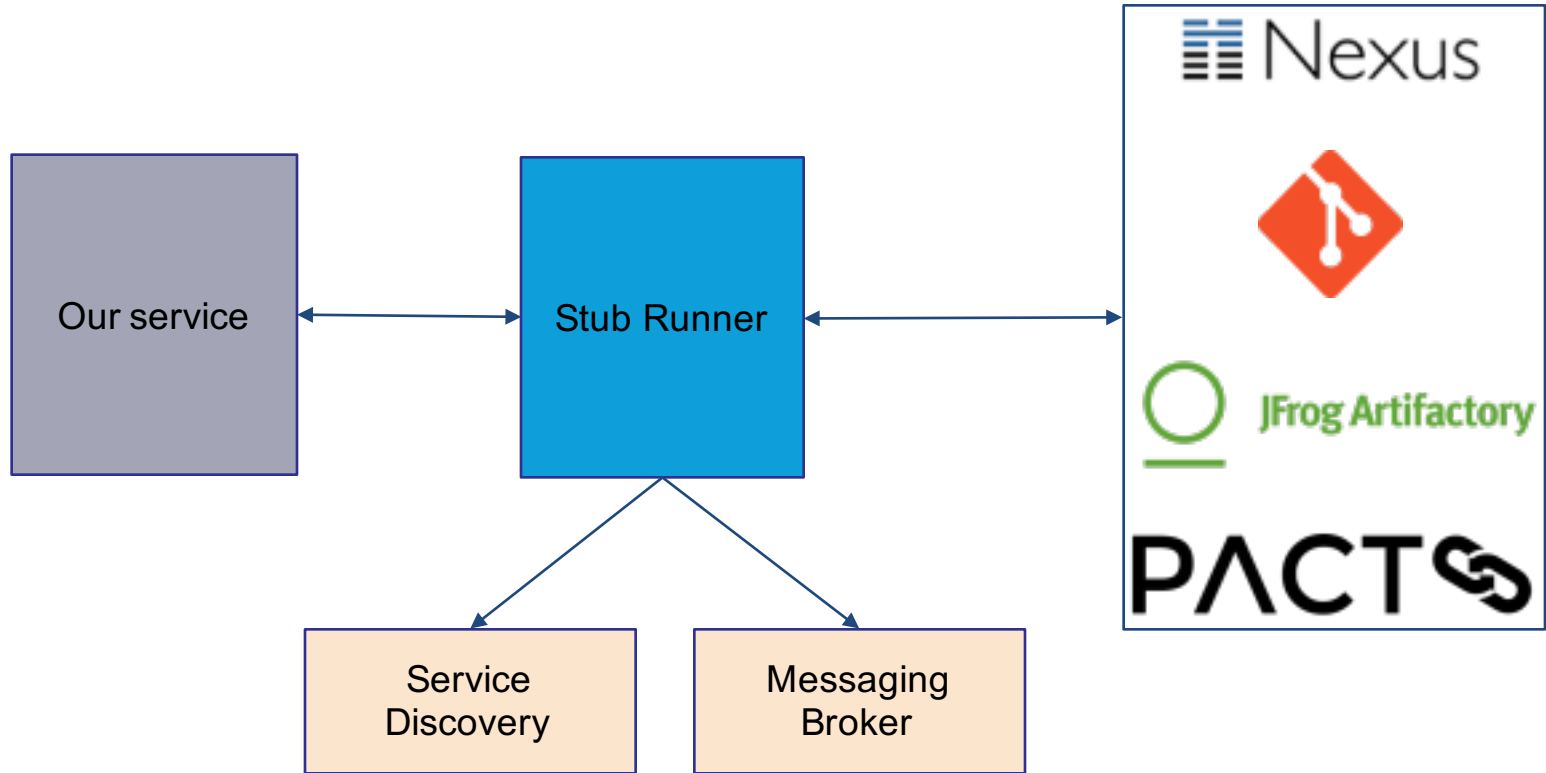 Nexus
Our service
Stub Runner
JFrog Artifactory
PACT
Service
Discovery
Messaging
Broker